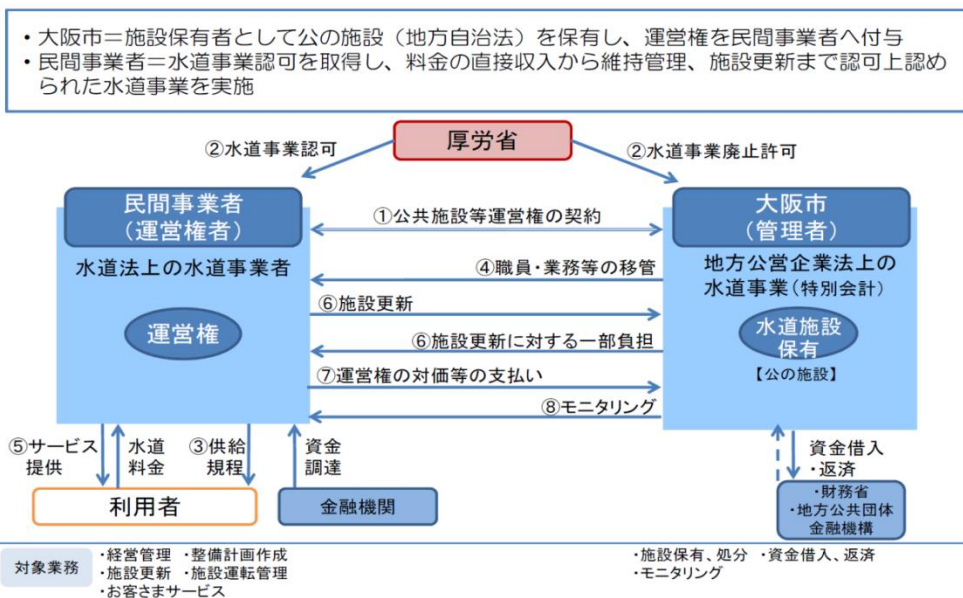 ・大阪市＝施設保有者として公の施設（地方自治法）を保有し、運営権を民間事業者へ付与
・民間事業者＝水道事業認可を取得し、料金の直接収入から維持管理、施設更新まで認可上認め
られた水道事業を実施
厚労省
②水道事業認可
②水道事業廃止許可
民間事業者
（運営権者）
水道法上の水道事業者
運営権
①公共施設等運営権の契約
④職員・業務等の移管
⑥施設更新
⑥施設更新に対する一部負担
⑦運営権の対価等の支払い
⑧モニタリング
大阪市
（管理者）
地方公営企業法上の
水道事業（特別会計）
水道施設
保有
【公の施設】
⑤サービス
提供
水道
料金
③供給
規程
資金
調達
資金借入
・返済
利用者
金融機関
・財務省
・地方公共団体
金融機構
対象業務
・経営管理 ・整備計画作成
・施設更新 ・施設運転管理
・お客さまサービス
・施設保有、処分 ・資金借入、返済
・モニタリング